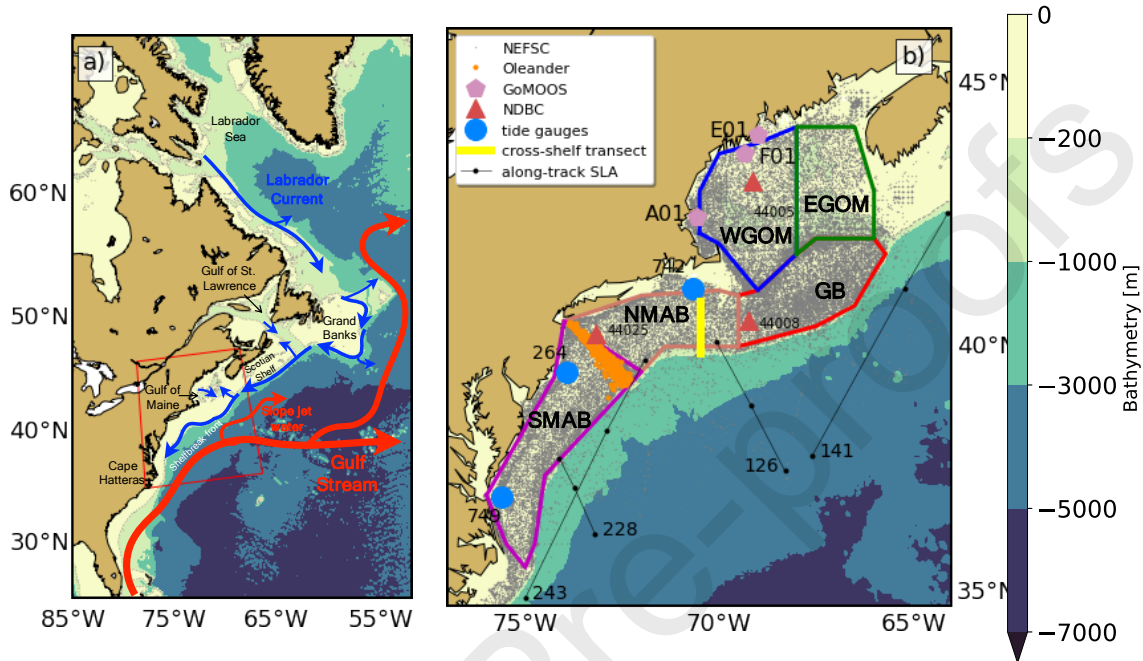 a)
Labrador
Sea
Labrador
Current
Gulf of St.
Lawrence
Grand
Banks
Scotian
Shelf
Gulf of
Maine
Slope jet
water
Shelfbreak front
Cape
Hatteras
Gulf
Stream
60°N
50°N
40°N
30°N
85°W
75°W
65°W
55°W
b)
NEFSC
Oleander
GoMOOS
NDBC
tide gauges
cross-shelf transect
along-track SLA
E01
F01
A01
44005
EGOM
WGOM
742
GB
NMAB
44025
44008
264
SMAB
749
126
141
228
243
45°N
40°N
35°N
75°W
70°W
65°W
0
−200
−1000
−3000
−5000
−7000
Bathymetry [m]
Pre-proofs